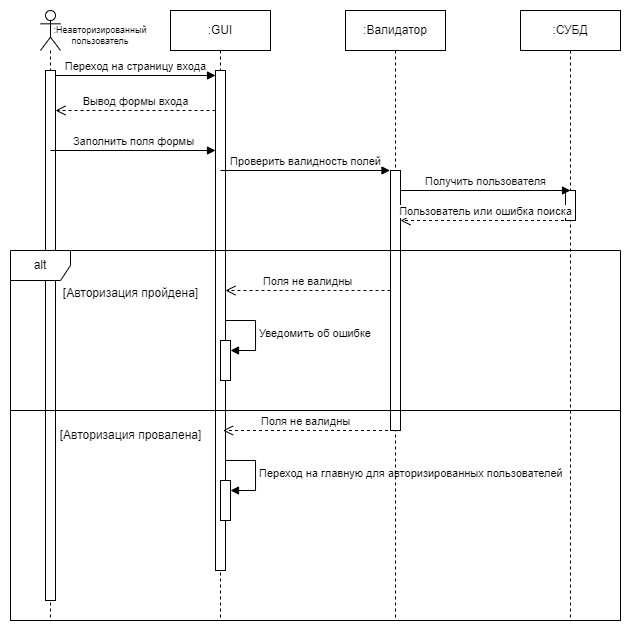 :Неавторизированный
пользователь
:GUI
:Валидатор
:СУБД
Переход на страницу входа
Вывод формы входа
Заполнить поля формы
Проверить валидность полей
Получить пользователя
Пользователь или ошибка поиска
alt
[Авторизация пройдена]
Поля не валидны
Уведомить об ошибке
[Авторизация провалена]
Поля не валидны
Переход на главную для авторизированных пользователей